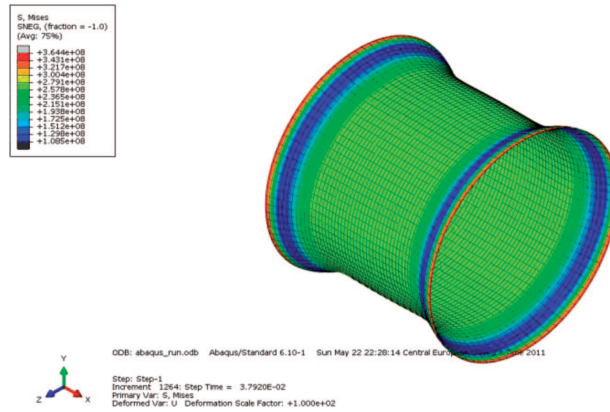 S, Mises
SNEG, (fraction = -1.0)
(Avg: 75%)
+3.644e+08
+3.431e+08
+3.217e+08
+3.004e+08
+2.791e+08
+2.578e+08
+2.365e+08
+2.151e+08
+1.938e+08
+1.725e+08
+1.512e+08
+1.298e+08
+1.085e+08
ODB: abaqus_run.odb Abaqus/Standard 6.10-1 Sun May 22 22:28:14 Central 2011
Y
Z X
Step: Step-1
Increment 1264: Step Time = 3.7920E-02
Primary Var: S, Mises
Deformed Var: U Deformation Scale Factor: +1.000e+02